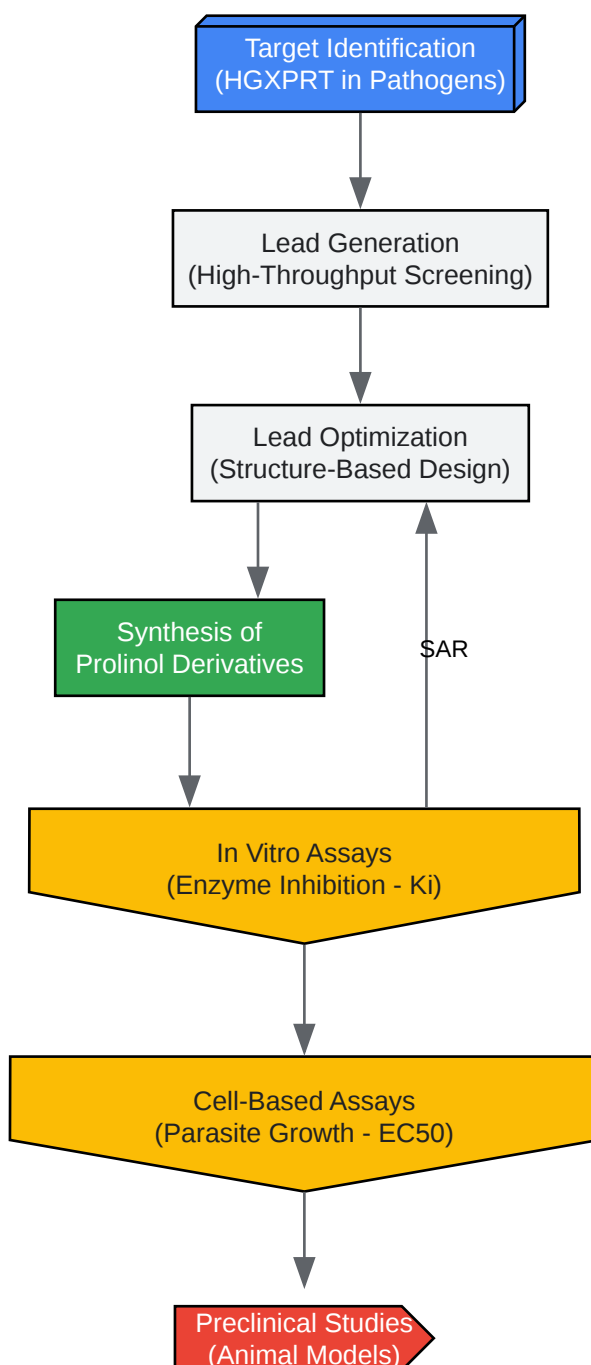 Target Identification
(HGXPRT in Pathogens)
Lead Generation
(High-Throughput Screening)
Lead Optimization
(Structure-Based Design)
Synthesis of
Prolinol Derivatives
SAR
In Vitro Assays
(Enzyme Inhibition - Ki)
Cell-Based Assays
(Parasite Growth - EC50)
Preclinical Studies
(Animal Models)